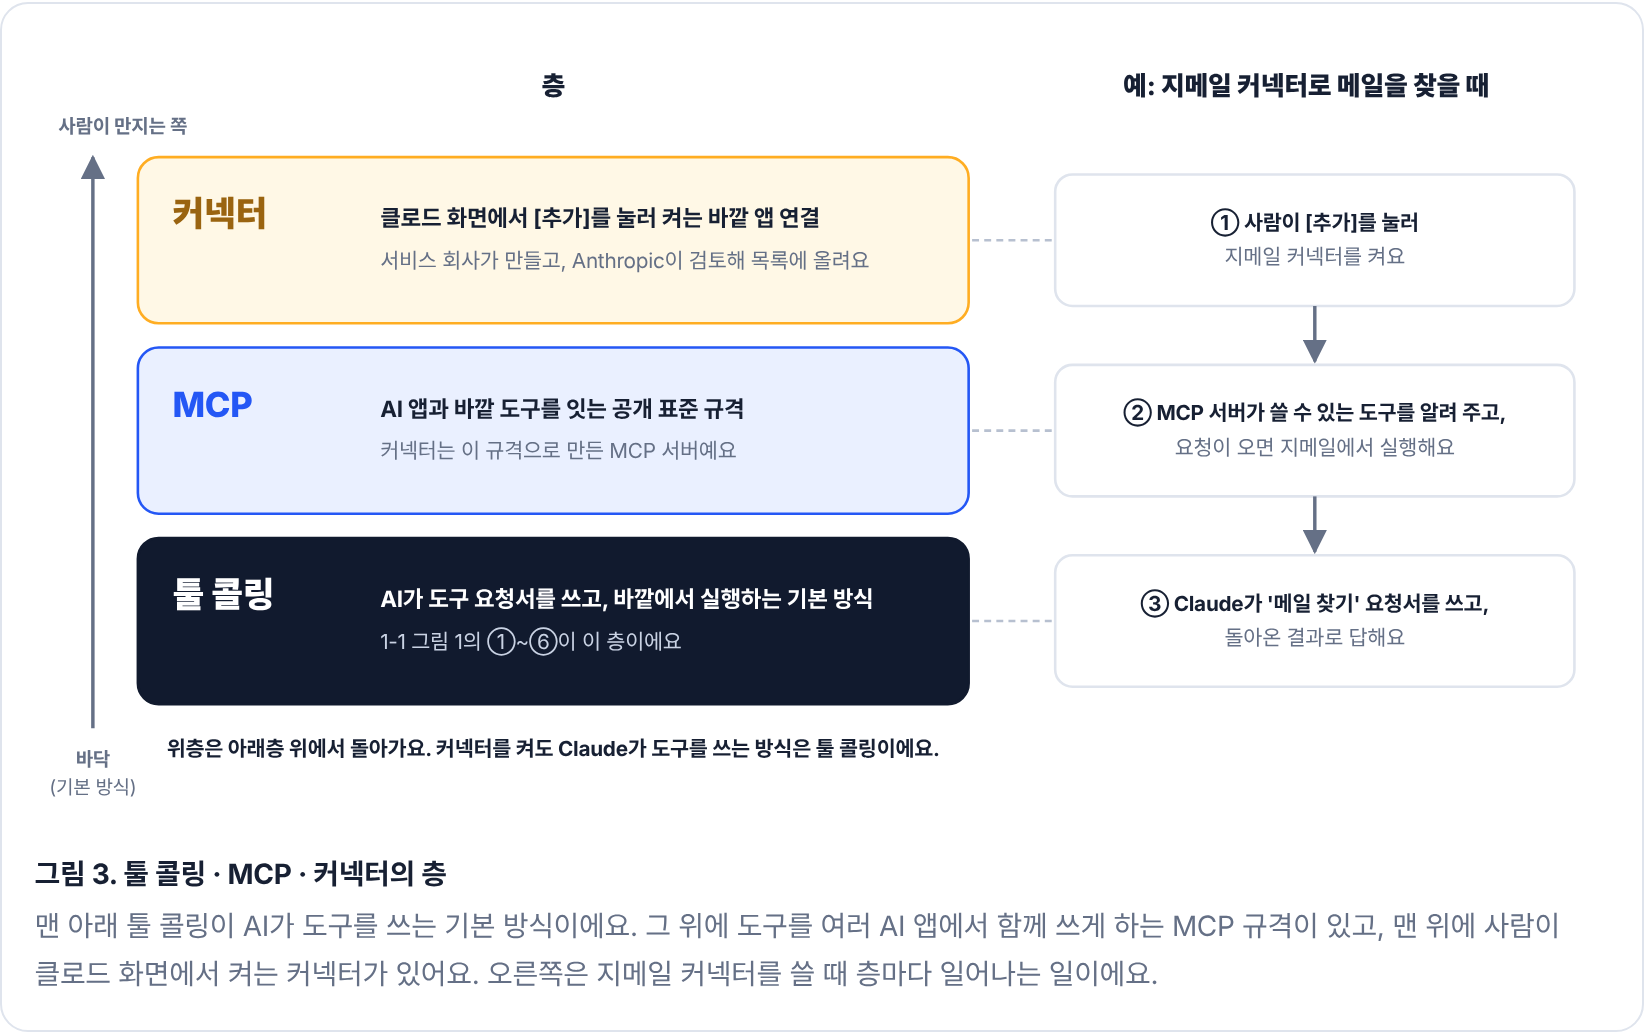 층
예: 지메일 커넥터로 메일을 찾을 때
사람이 만지는 쪽
커넥터
클로드 화면에서 [추가]를 눌러 켜는 바깥 앱 연결
서비스 회사가 만들고, Anthropic이 검토해 목록에 올려요
① 사람이 [추가]를 눌러
지메일 커넥터를 켜요
MCP
AI 앱과 바깥 도구를 잇는 공개 표준 규격
커넥터는 이 규격으로 만든 MCP 서버예요
② MCP 서버가 쓸 수 있는 도구를 알려 주고,
요청이 오면 지메일에서 실행해요
툴 콜링
AI가 도구 요청서를 쓰고, 바깥에서 실행하는 기본 방식
1-1 그림 1의 ①~⑥이 이 층이에요
③ Claude가 '메일 찾기' 요청서를 쓰고,
돌아온 결과로 답해요
바닥
(기본 방식)
위층은 아래층 위에서 돌아가요. 커넥터를 켜도 Claude가 도구를 쓰는 방식은 툴 콜링이에요.
그림 3. 툴 콜링 · MCP · 커넥터의 층
맨 아래 툴 콜링이 AI가 도구를 쓰는 기본 방식이에요. 그 위에 도구를 여러 AI 앱에서 함께 쓰게 하는 MCP 규격이 있고, 맨 위에 사람이
클로드 화면에서 켜는 커넥터가 있어요. 오른쪽은 지메일 커넥터를 쓸 때 층마다 일어나는 일이에요.